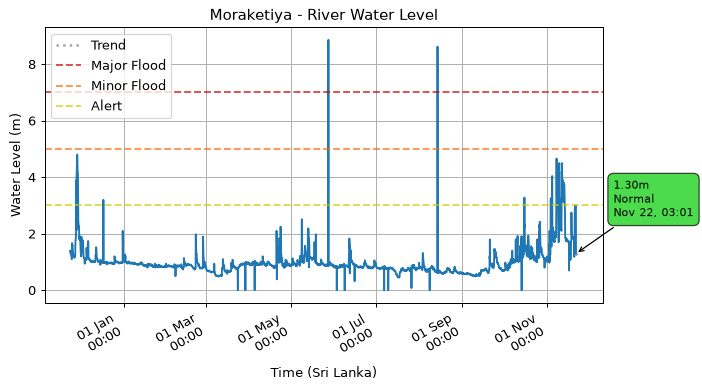 Moraketiya - River Water Level
Trend
Major Flood
Minor Flood
Alert
Water Level (m)
8
6
4
2
0
1.30m
Normal
Nov 22, 03:01
01 Jan
00:00
01 Mar
00:00
01 May
00:00
01 Jul
00:00
01 Sep
00:00
01 Nov
00:00
Time (Sri Lanka)